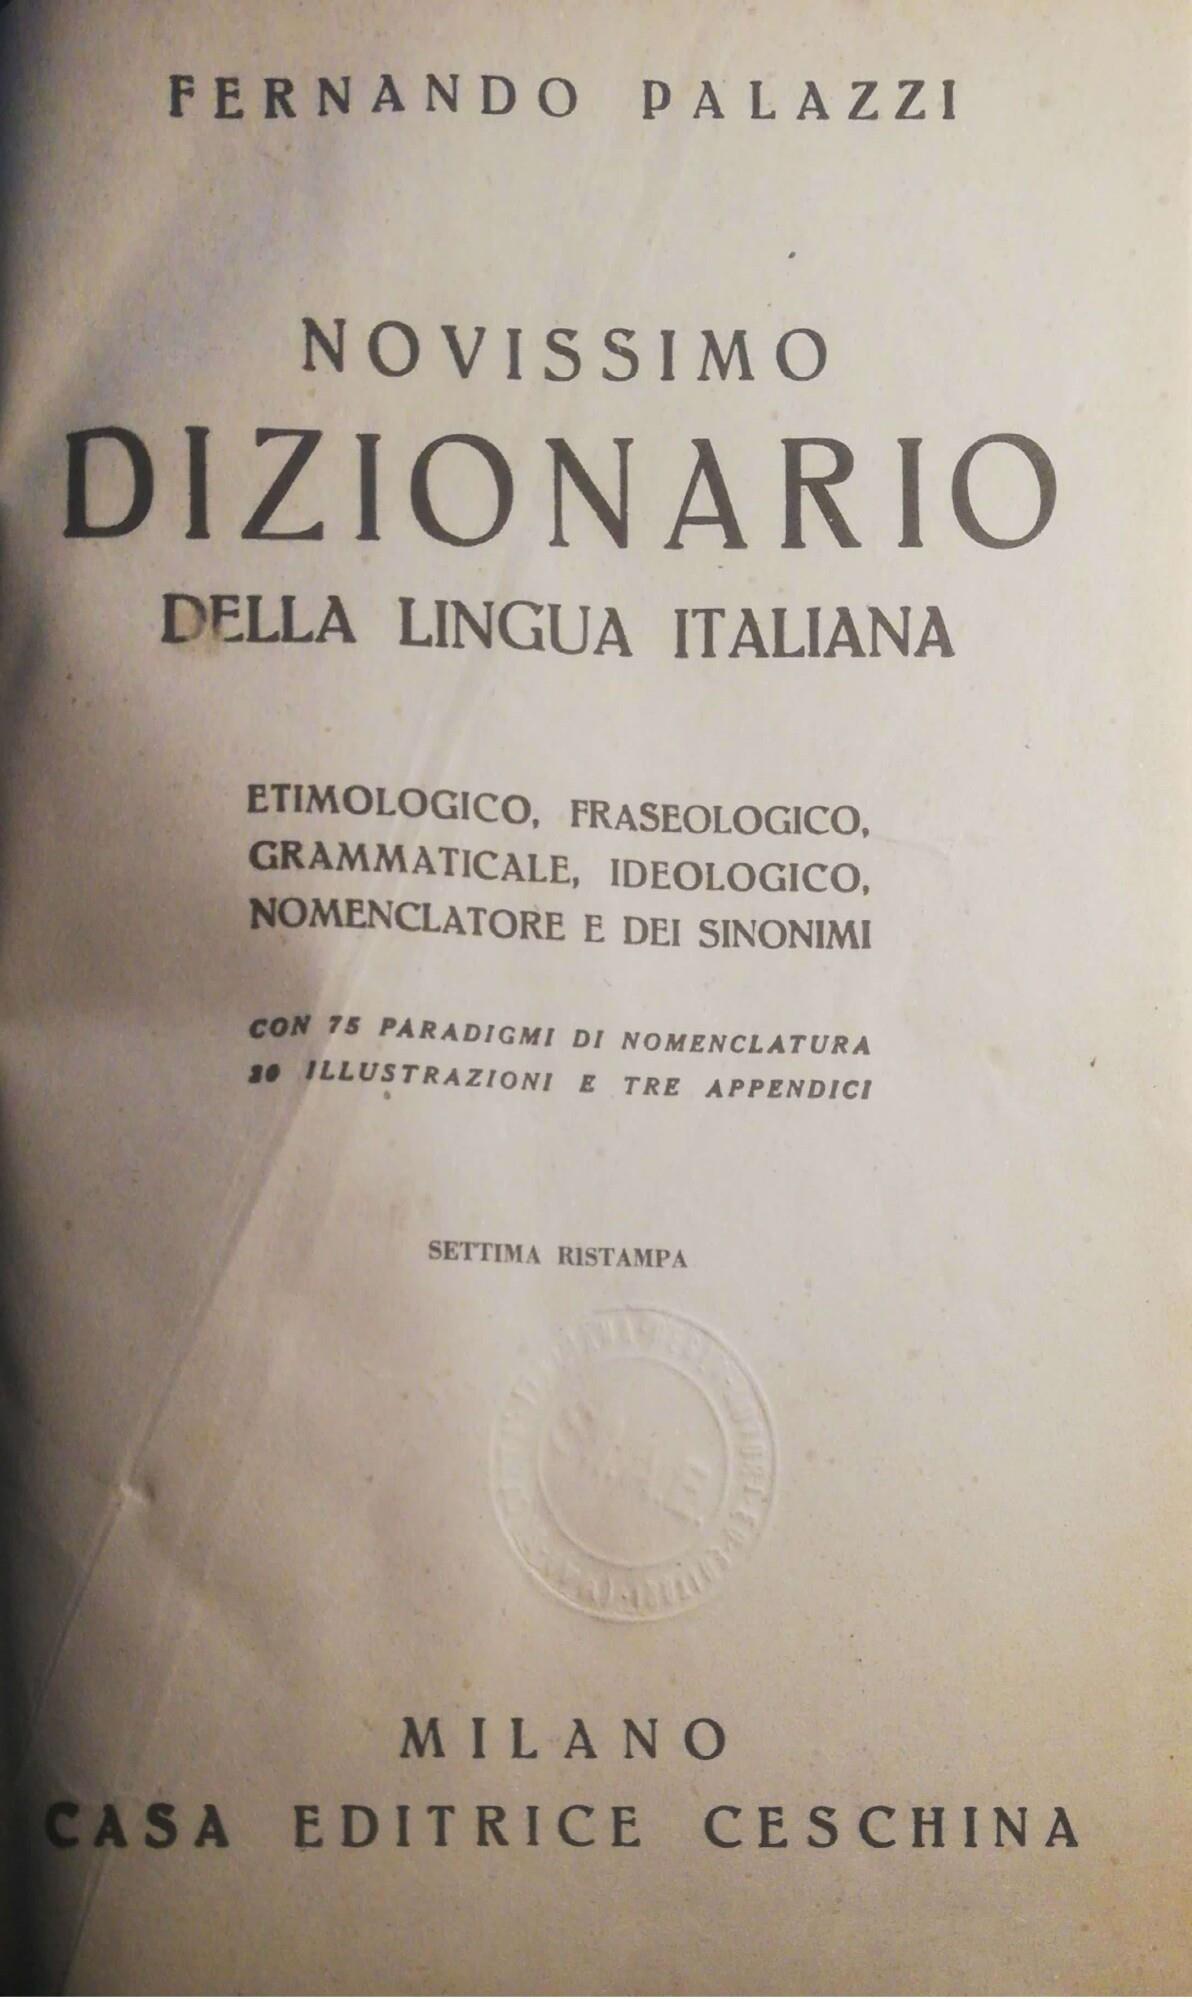 FERNANDO PALAZZI
NOVISSIMO
DIZIONARIO
DELLA LINGUA ITALIANA
ETIMOLOGICO, FRASEOLOGICO,
GRAMMATICALE, IDEOLOGICO,
NOMENCLATORE E DEI SINONIMI
CON 75 PARADIGMI DI NOMENCLATURA
ILLUSTRAZIONI E TRE APPENDICI
SETTIMA RISTAMPA
MILANO
CASA EDITRICE CESCHINA